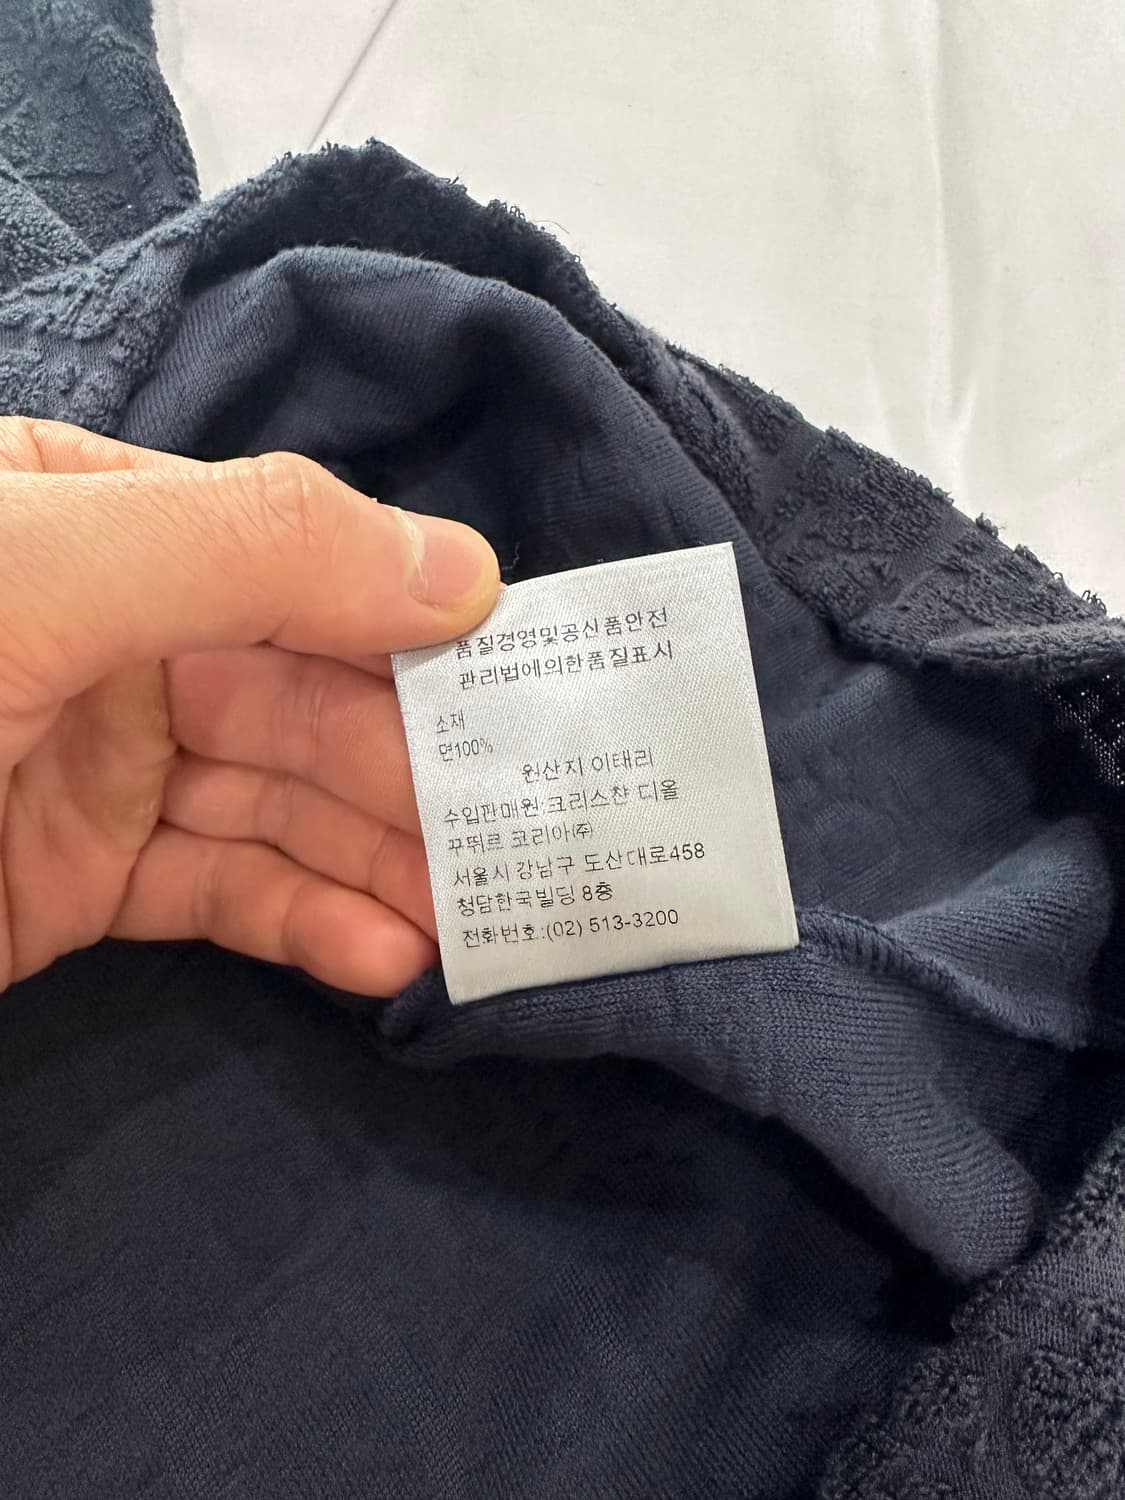 품질경영및공산품안전
관리법에의한품질표시
소재
면100%
원산지 이태리
수입판매원:크리스챤 디올
꾸뛰르 코리아㈜
서울시 강남구 도산대로458
청담한국빌딩 8층
전화번호:(02) 513-3200